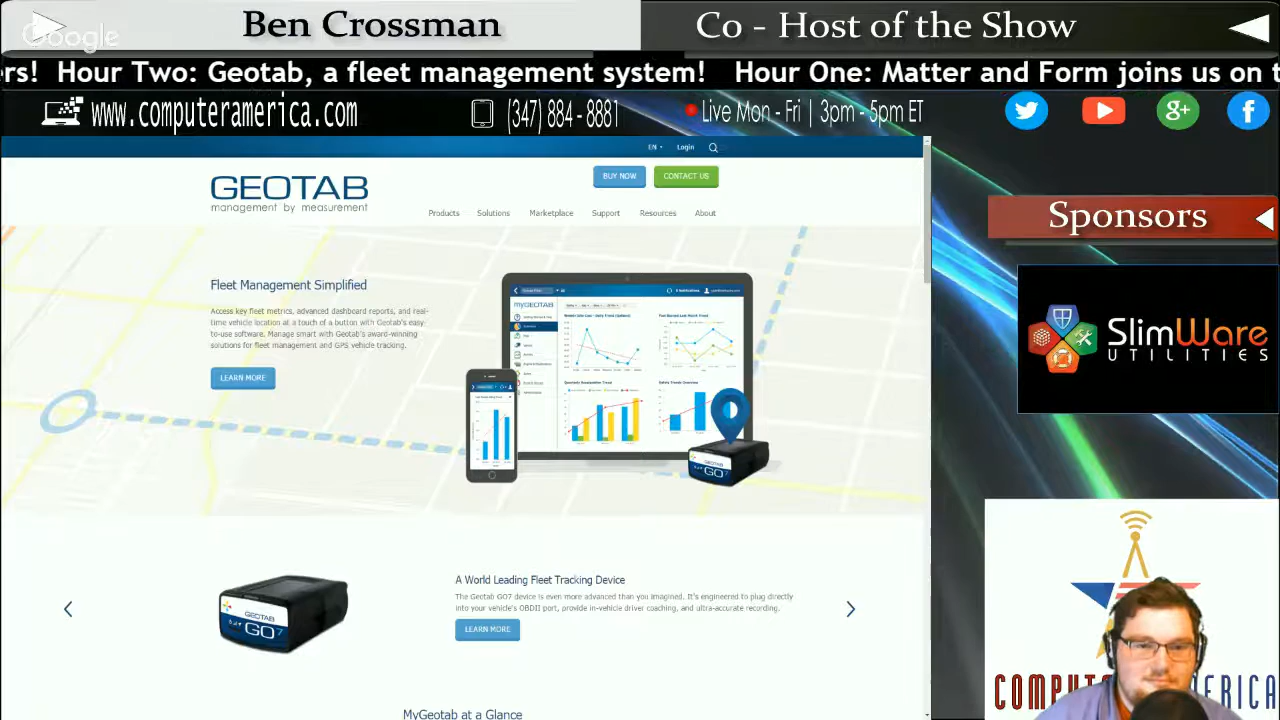 Google
Ben Crossman
Co - Host of the Show
rs! Hour Two: Geotab, a fleet management system! Hour One: Matter and Form joins us on t
www.computeramerica.com
(347) 884 - 8881
Live Mon - Fri | 3pm - 5pm ET
g+
EN
Login
GEOTAB
management by measurement
BUY NOW
CONTACT US
Products
Solutions
Marketplace
Support
Resources
About
Sponsors
SlimWare
UTILITIES
Fleet Management Simplified
Access key fleet metrics, advanced dashboard reports, and real-
time vehicle location at a touch of a button with Geotab's easy-
to-use software. Manage smart with Geotab's award-winning
solutions for fleet management and GPS vehicle tracking.
LEARN MORE
myGEOTAB
GO7
GEOTAB
GO7
A World Leading Fleet Tracking Device
The Geotab GO7 device is even more advanced than you imagined. It's engineered to plug directly
into your vehicle's OBDII port, provide in-vehicle driver coaching, and ultra-accurate recording.
LEARN MORE
MyGeotab at a Glance
COMP
ERICA